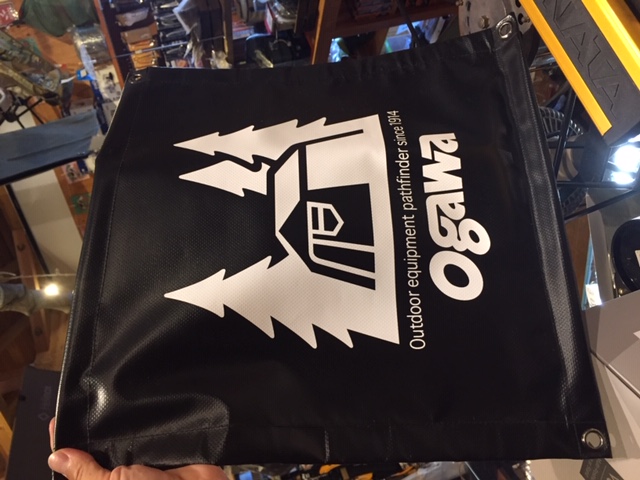 Outdoor equipment pathfinder since 1914
ogawa